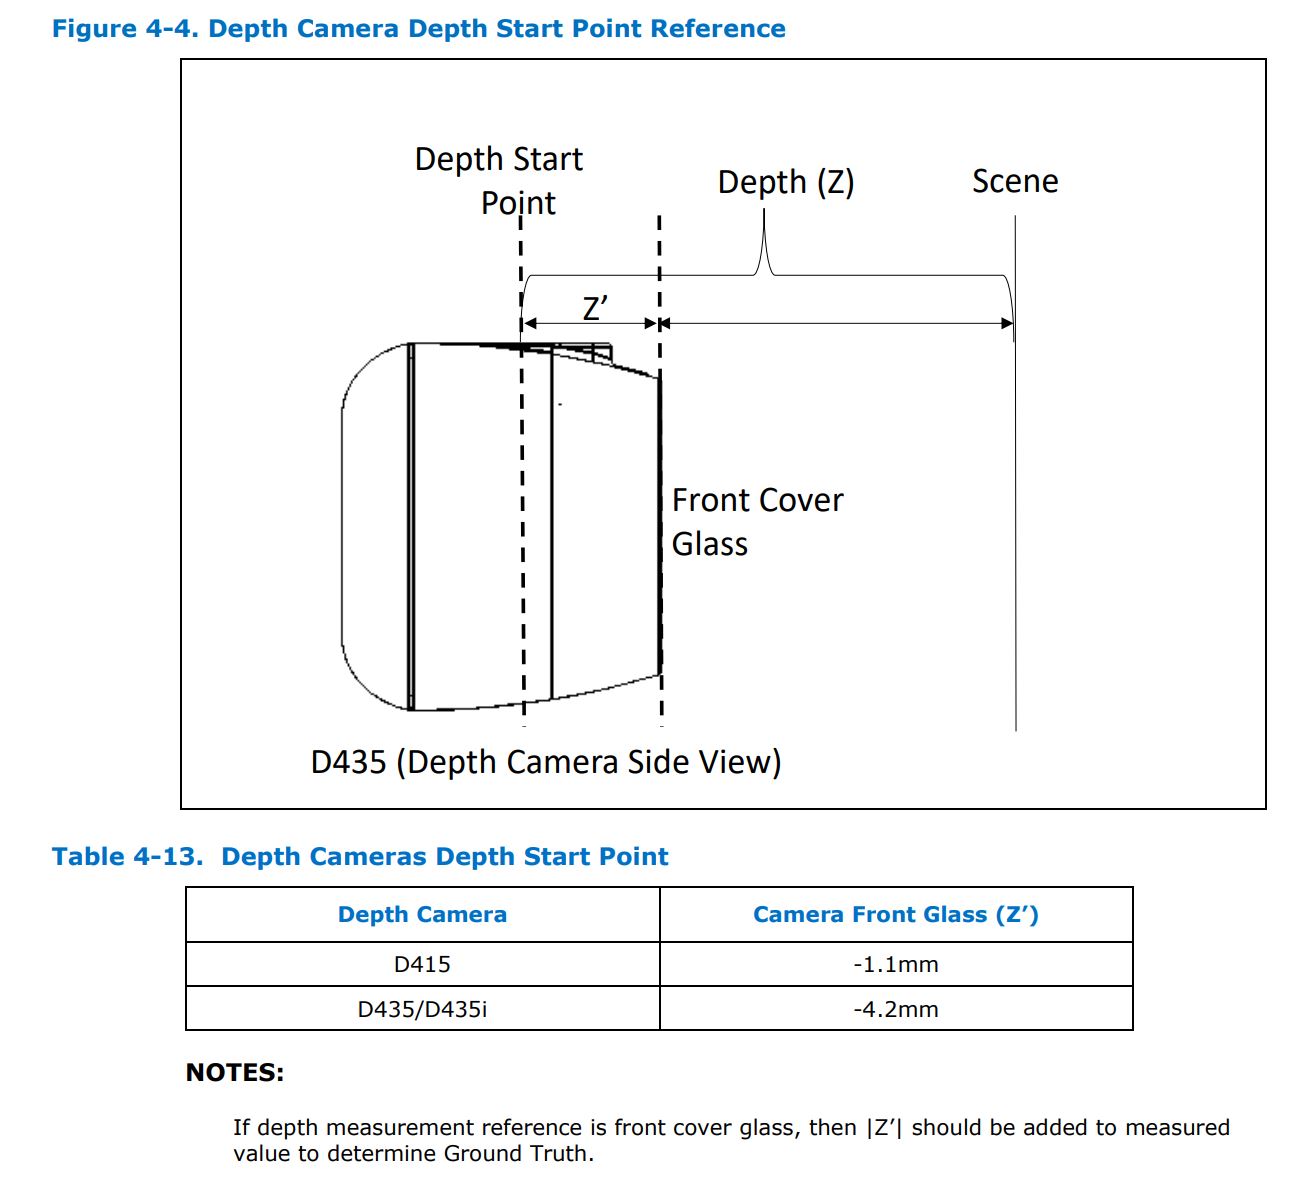 Figure 4-4. Depth Camera Depth Start Point Reference
Depth Start
Point
Depth (Z)
Scene
Z’
Front Cover
Glass
D435 (Depth Camera Side View)
Table 4-13. Depth Cameras Depth Start Point
Depth Camera
Camera Front Glass (Z’)
D415
-1.1mm
D435/D435i
-4.2mm
NOTES:
If depth measurement reference is front cover glass, then |Z’| should be added to measured
value to determine Ground Truth.